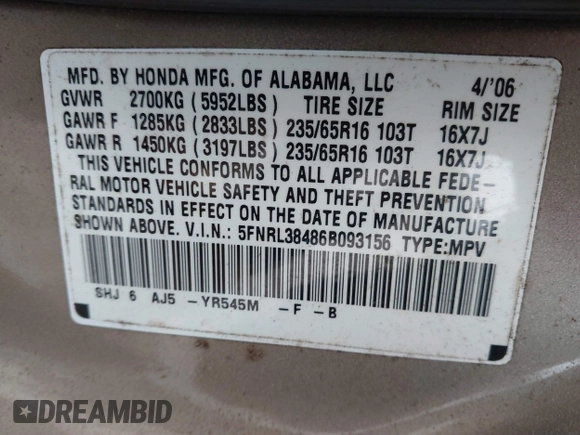 MFD. BY HONDA MFG. OF ALABAMA, LLC 4/'06
GVWR 2700KG ( 5952LBS ) TIRE SIZE RIM SIZE
GAWR F 1285KG ( 2833LBS ) 235/65R16 103T 16X7J
GAWR R 1450KG ( 3197LBS ) 235/65R16 103T 16X7J
THIS VEHICLE CONFORMS TO ALL APPLICABLE FEDE-
RAL MOTOR VEHICLE SAFETY AND THEFT PREVENTION
STANDARDS IN EFFECT ON THE DATE OF MANUFACTURE
SHOWN ABOVE. V.I.N.: 5FNRL38486B093156 TYPE:MPV
SHJ 6 AJ5 -YR545M -F -B
DREAMBID